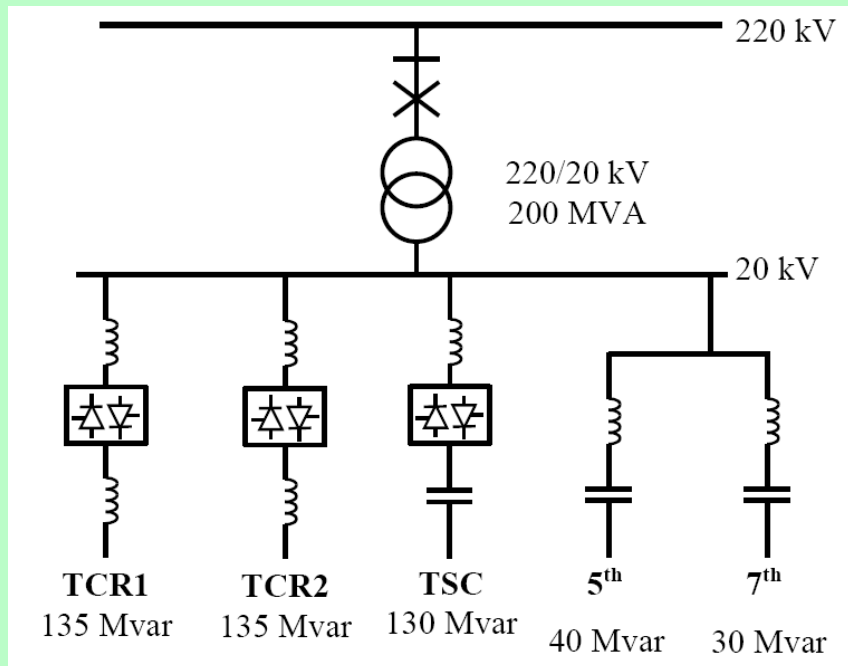 220 kV
220/20 kV
200 MVA
20 kV
TCR1
135 Mvar
TCR2
135 Mvar
TSC
130 Mvar
5th
40 Mvar
7th
30 Mvar